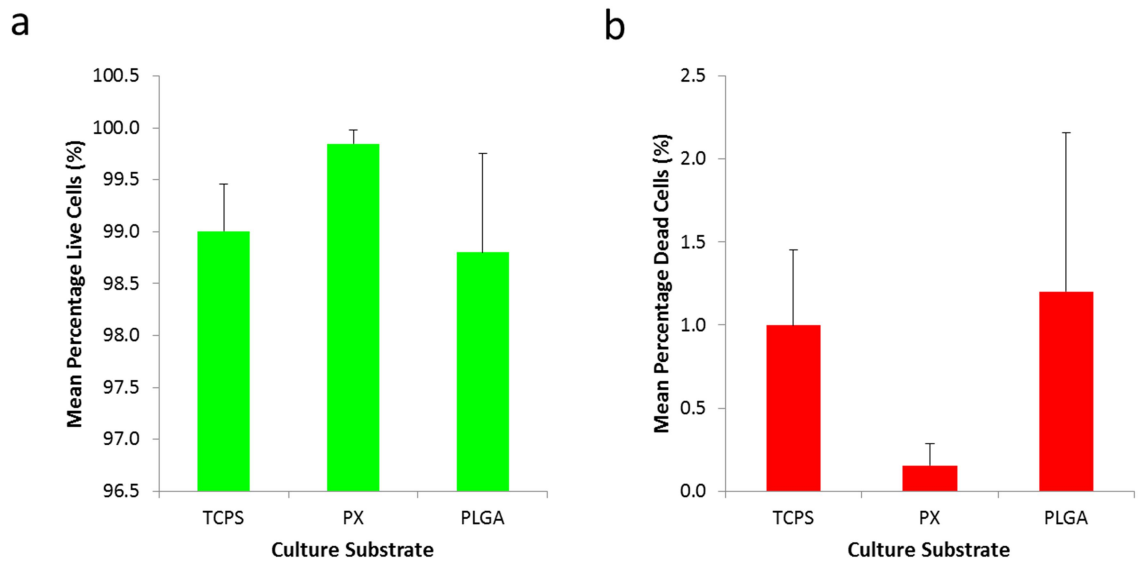 a
Mean Percentage Live Cells (%)
100.5
100.0
99.5
99.0
98.5
98.0
97.5
97.0
96.5
TCPS PX PLGA
Culture Substrate
b
Mean Percentage Dead Cells (%)
2.5
2.0
1.5
1.0
0.5
0.0
TCPS PX PLGA
Culture Substrate